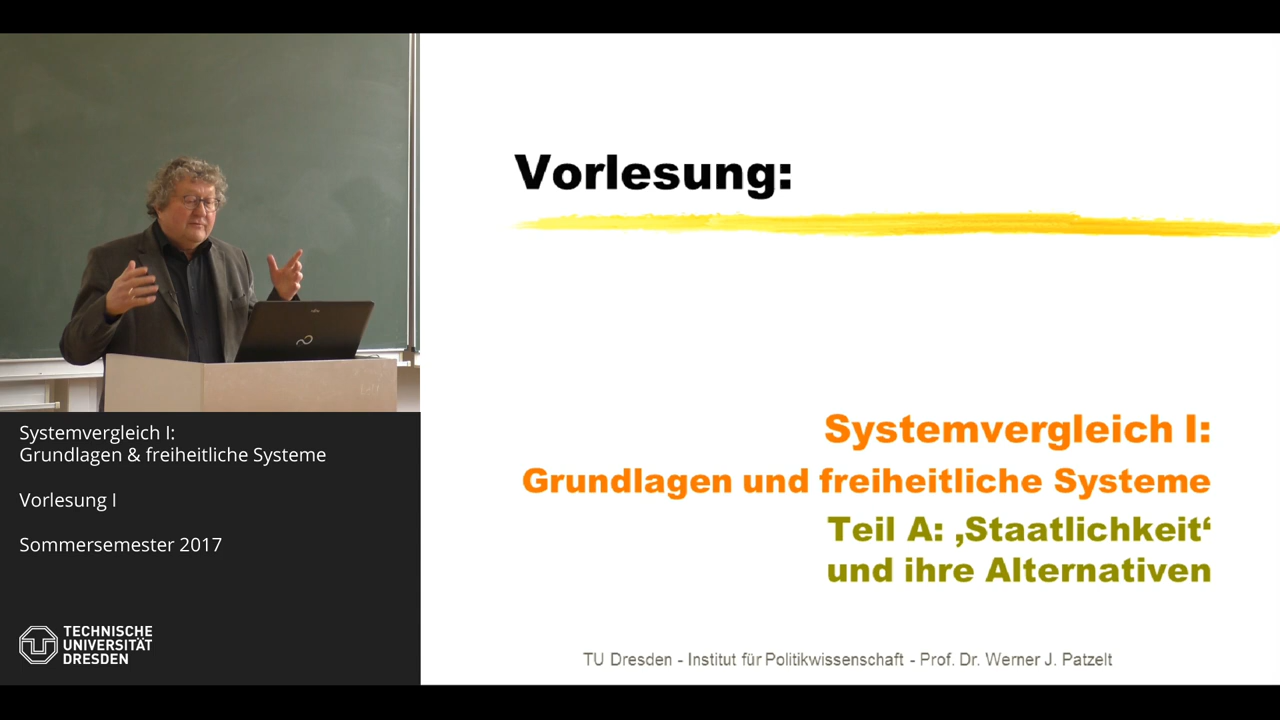 Vorlesung:
Systemvergleich I:
Grundlagen und freiheitliche Systeme
Teil A: ‚Staatlichkeit‘
und ihre Alternativen
TU Dresden - Institut für Politikwissenschaft - Prof. Dr. Werner J. Patzelt
Systemvergleich I:
Grundlagen & freiheitliche Systeme
Vorlesung I
Sommersemester 2017
TECHNISCHE
UNIVERSITÄT
DRESDEN